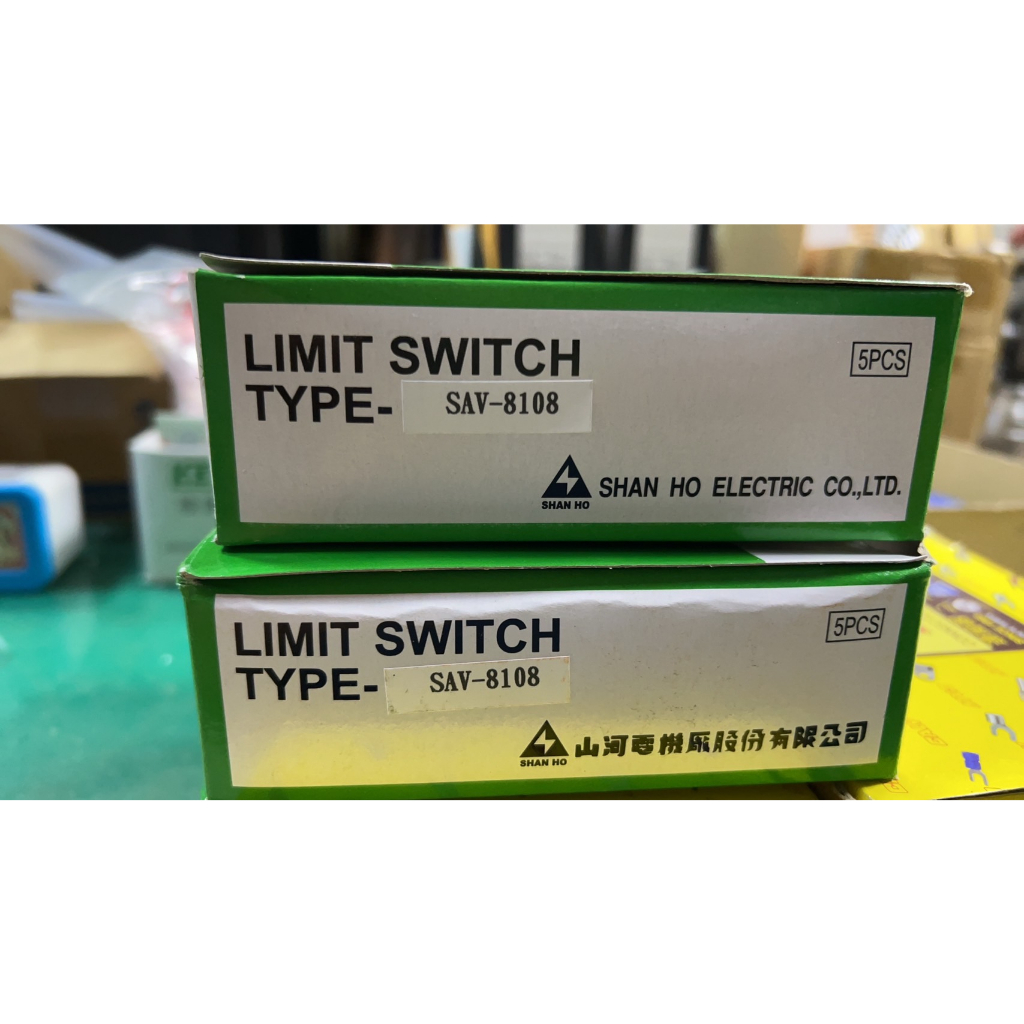 LIMIT SWITCH
5PCS
TYPE- SAV-8108
SHAN HO
SHAN HO ELECTRIC CO.,LTD.
LIMIT SWITCH
5PCS
TYPE- SAV-8108
SHAN HO
山河電機廠股份有限公司